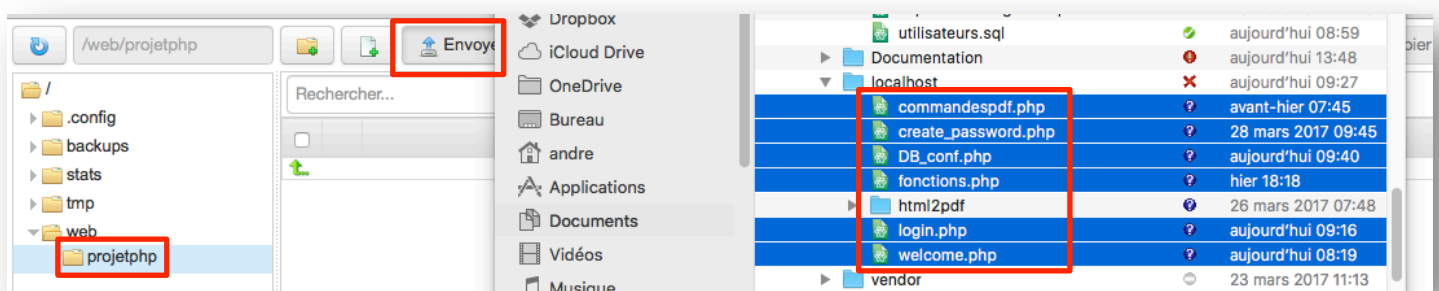 /web/projetphp
Envoye
/
.config
backups
stats
tmp
web
projetphp
Rechercher...
Dropbox
iCloud Drive
OneDrive
Bureau
andre
Applications
Documents
Vidéos
Musique
utilisateurs.sql aujourd'hui 08:59
Documentation aujourd'hui 13:48
localhost aujourd'hui 09:27
commandespdf.php avant-hier 07:45
create_password.php 28 mars 2017 09:45
DB_conf.php aujourd'hui 09:40
fonctions.php hier 18:18
html2pdf 26 mars 2017 07:48
login.php aujourd'hui 09:16
welcome.php aujourd'hui 08:19
vendor 23 mars 2017 11:13
pier